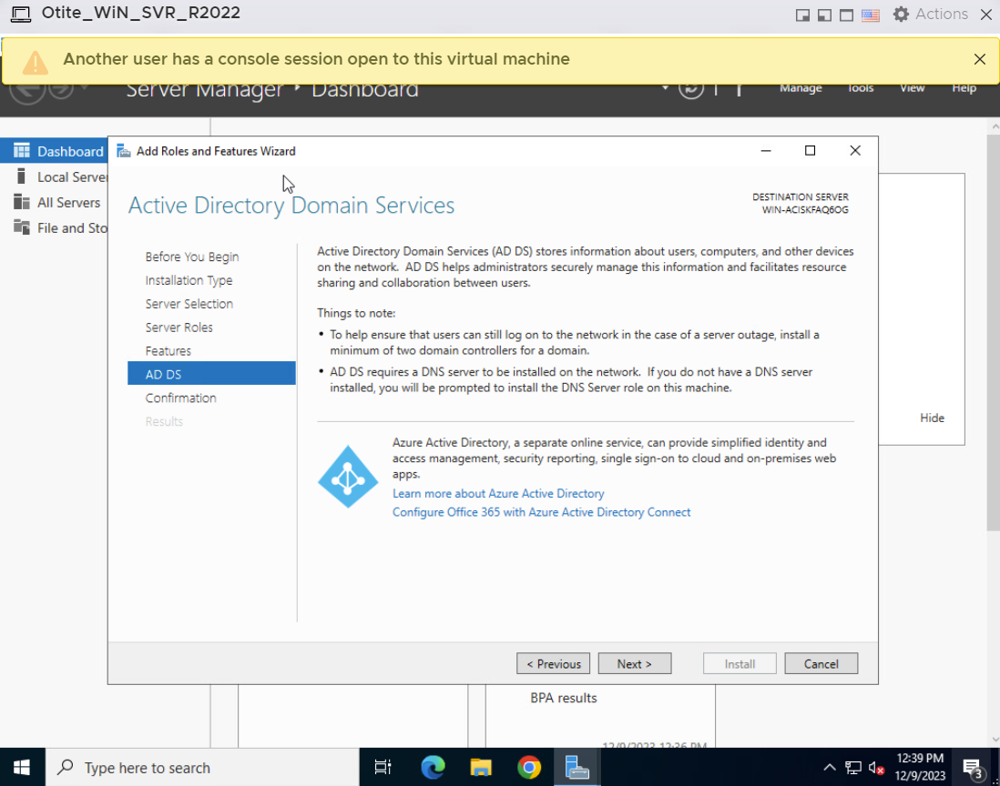 Otite_WiN_SVR_R2022
Actions
Another user has a console session open to this virtual machine
Server Manager
Dashboard
Manage
Tools
View
Help
Dashboard
Local Server
All Servers
File and Sto
Add Roles and Features Wizard
Active Directory Domain Services
DESTINATION SERVER
WIN-ACISKFAQ6OG
Before You Begin
Installation Type
Server Selection
Server Roles
Features
AD DS
Confirmation
Results
Active Directory Domain Services (AD DS) stores information about users, computers, and other devices
on the network. AD DS helps administrators securely manage this information and facilitates resource
sharing and collaboration between users.
Things to note:
• To help ensure that users can still log on to the network in the case of a server outage, install a
minimum of two domain controllers for a domain.
• AD DS requires a DNS server to be installed on the network. If you do not have a DNS server
installed, you will be prompted to install the DNS Server role on this machine.
Azure Active Directory, a separate online service, can provide simplified identity and
access management, security reporting, single sign-on to cloud and on-premises web
apps.
Learn more about Azure Active Directory
Configure Office 365 with Azure Active Directory Connect
Hide
< Previous
Next >
Install
Cancel
BPA results
12/9/2023 12:36 PM
Type here to search
12:39 PM
12/9/2023
3